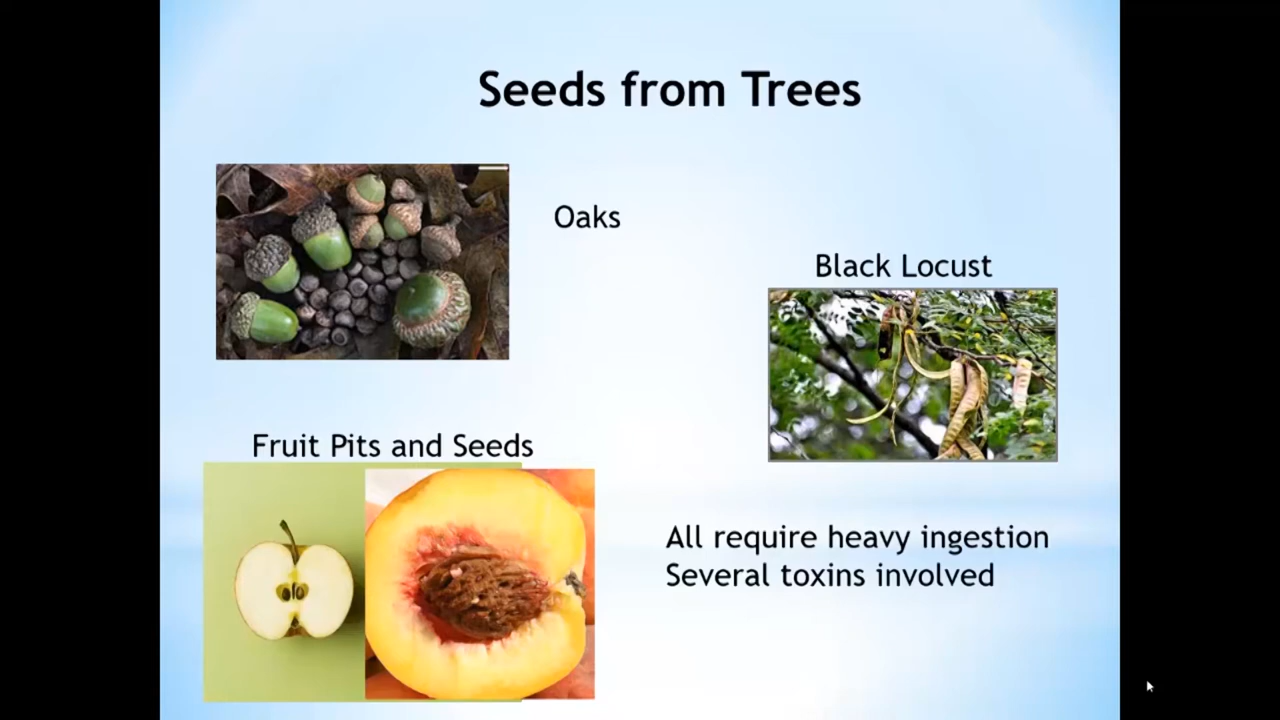 Seeds from Trees
Oaks
Black Locust
Fruit Pits and Seeds
All require heavy ingestion
Several toxins involved